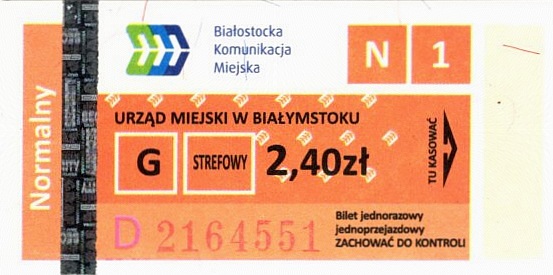 Normalny
Białostocka
Komunikacja
Miejska
N 1
URZĄD MIEJSKI W BIAŁYMSTOKU
G STREFOWY 2,40zł
TU KASOWAĆ
D 2164551
Bilet jednorazowy
jednoprzejazdowy
ZACHOWAĆ DO KONTROLI